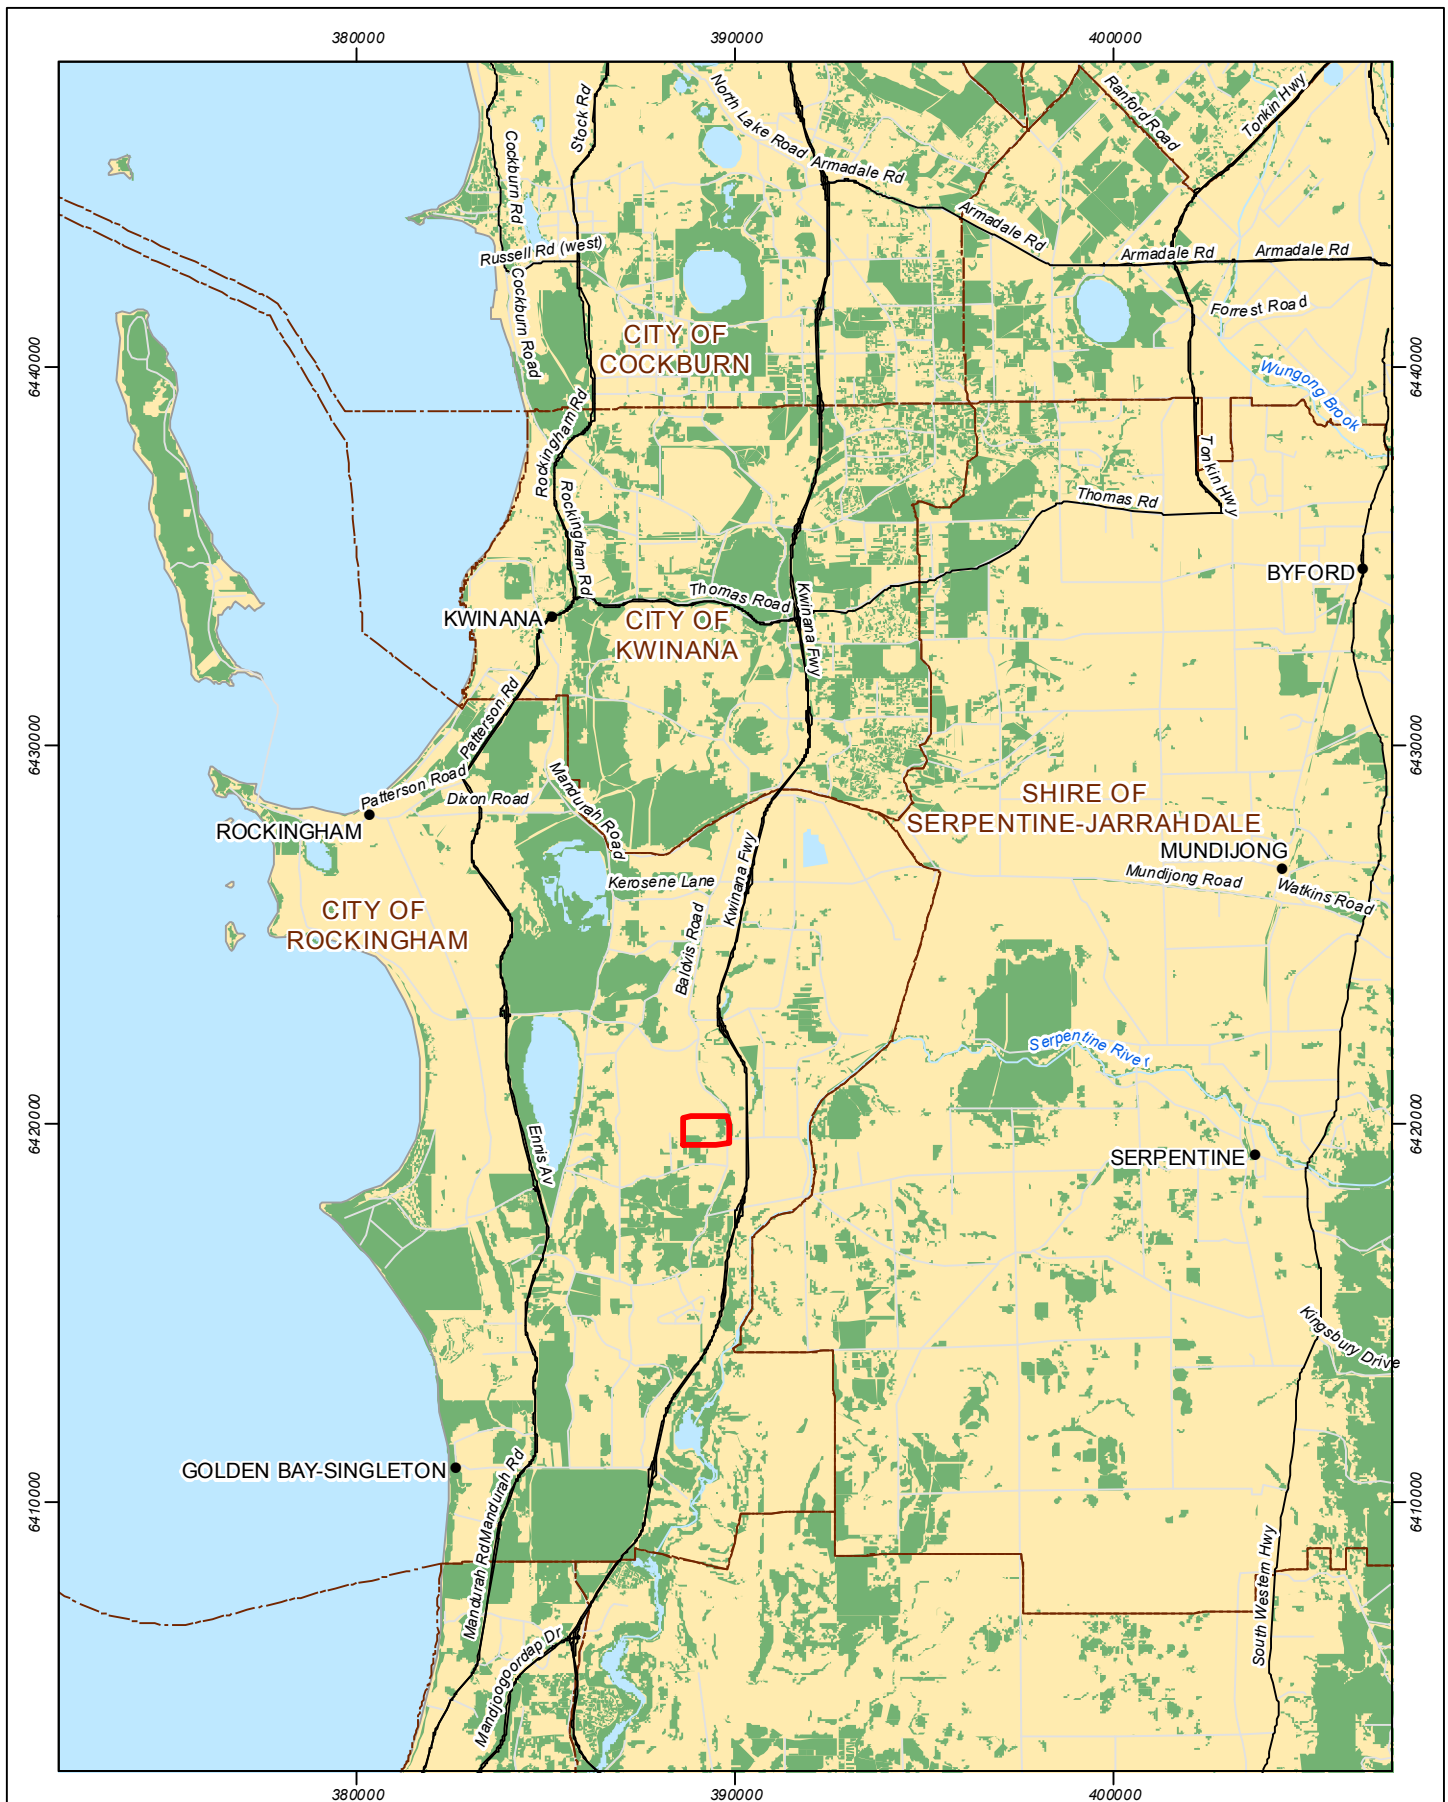 380000
390000
400000
North Lake Road
Armadale Rd
Ranford Road
Tonkin Hwy
Stock Rd
Cockburn Rd
Armadale Rd
Russell Rd (west)
Armadale Rd
Armadale Rd
Cockburn Road
Forrest Road
CITY OF
COCKBURN
6440000
6440000
Wungong Brook
Rockingham Rd
Tonkin Hwy
Thomas Rd
Rockingham Rd
BYFORD
Thomas Road
Kwinana Fwy
KWINANA
CITY OF
KWINANA
Patterson Rd
6430000
6430000
Patterson Road
Dixon Road
Mandurah Road
SHIRE OF
SERPENTINE-JARRAHDALE
ROCKINGHAM
MUNDIJONG
Kerosene Lane
Kwinana Fwy
Mundijong Road
Watkins Road
CITY OF
ROCKINGHAM
Baldvis Road
Serpentine River
6420000
6420000
Ennis Av
SERPENTINE
Kingsbury Drive
GOLDEN BAY-SINGLETON
Mandurah Rd
6410000
6410000
Mandurah Rd
South Western Hwy
Mandjoogoordap Dr
380000
390000
400000